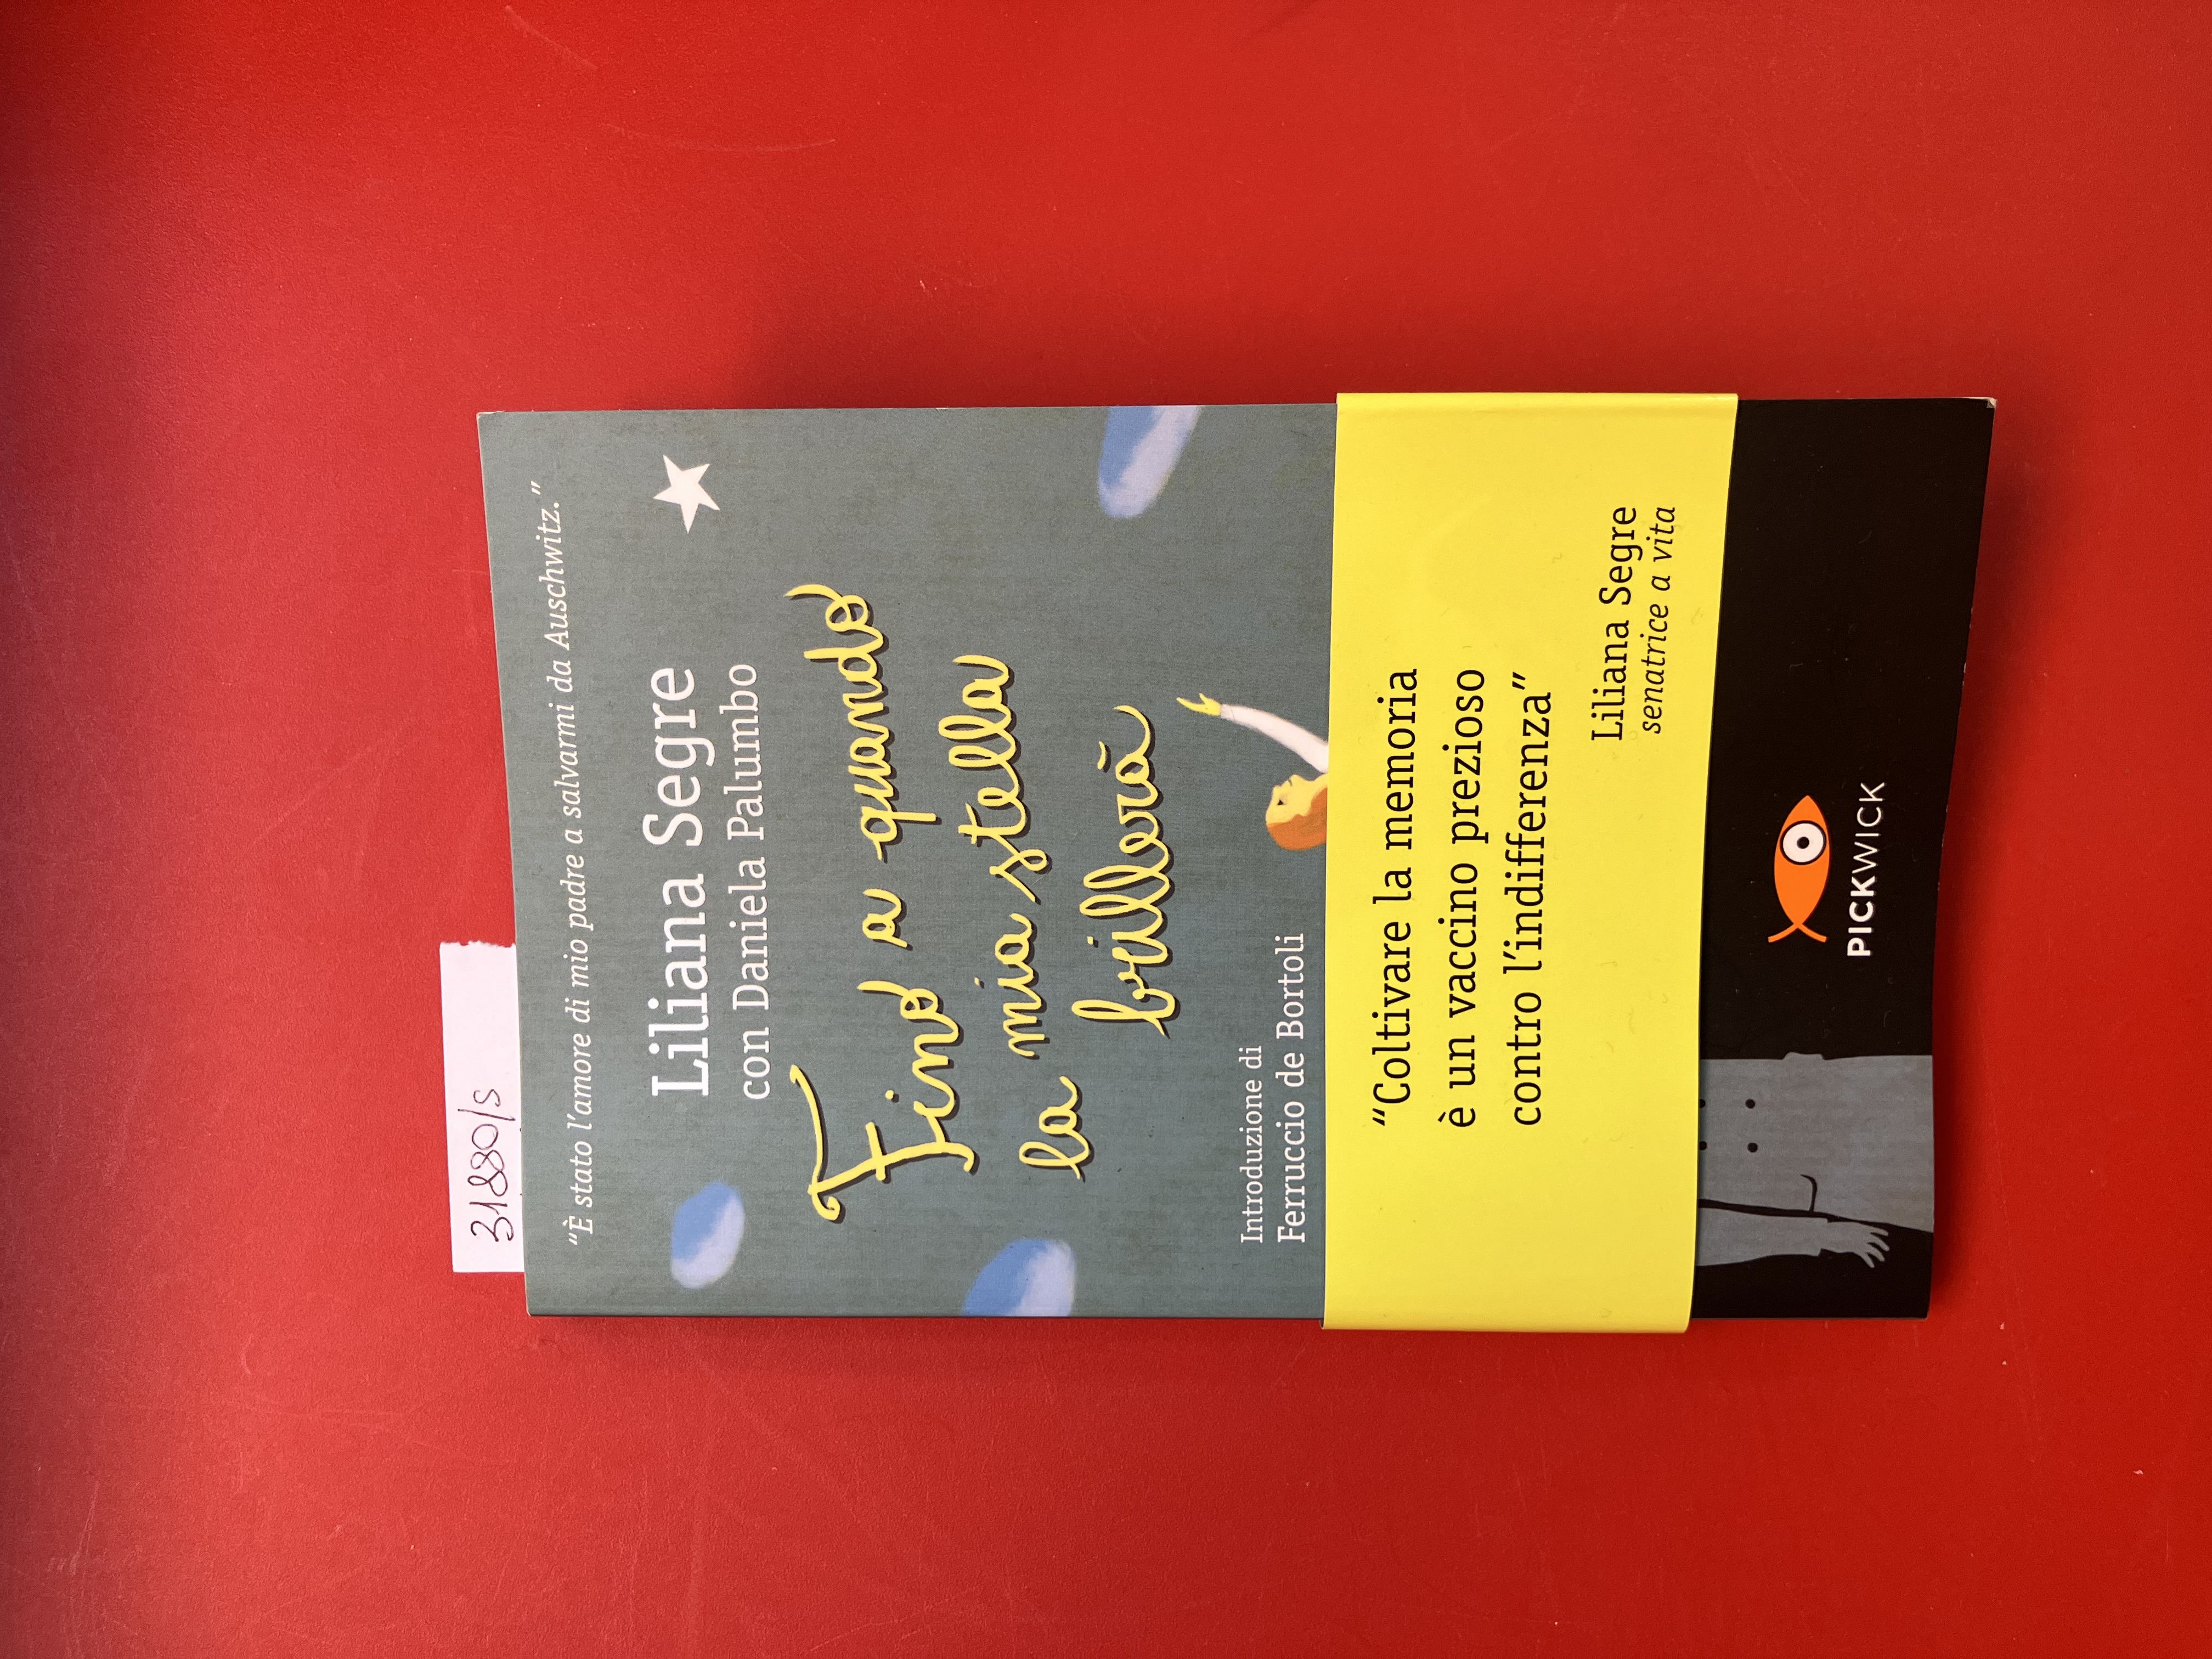 31880/s
“È stato l’amore di mio padre a salvarmi da Auschwitz.”
Liliana Segre
con Daniela Palumbo
Fino a quando
la mia stella
brillerà
Introduzione di
Ferruccio de Bortoli
“Coltivare la memoria
è un vaccino prezioso
contro l’indifferenza”
Liliana Segre
senatrice a vita
PICKWICK